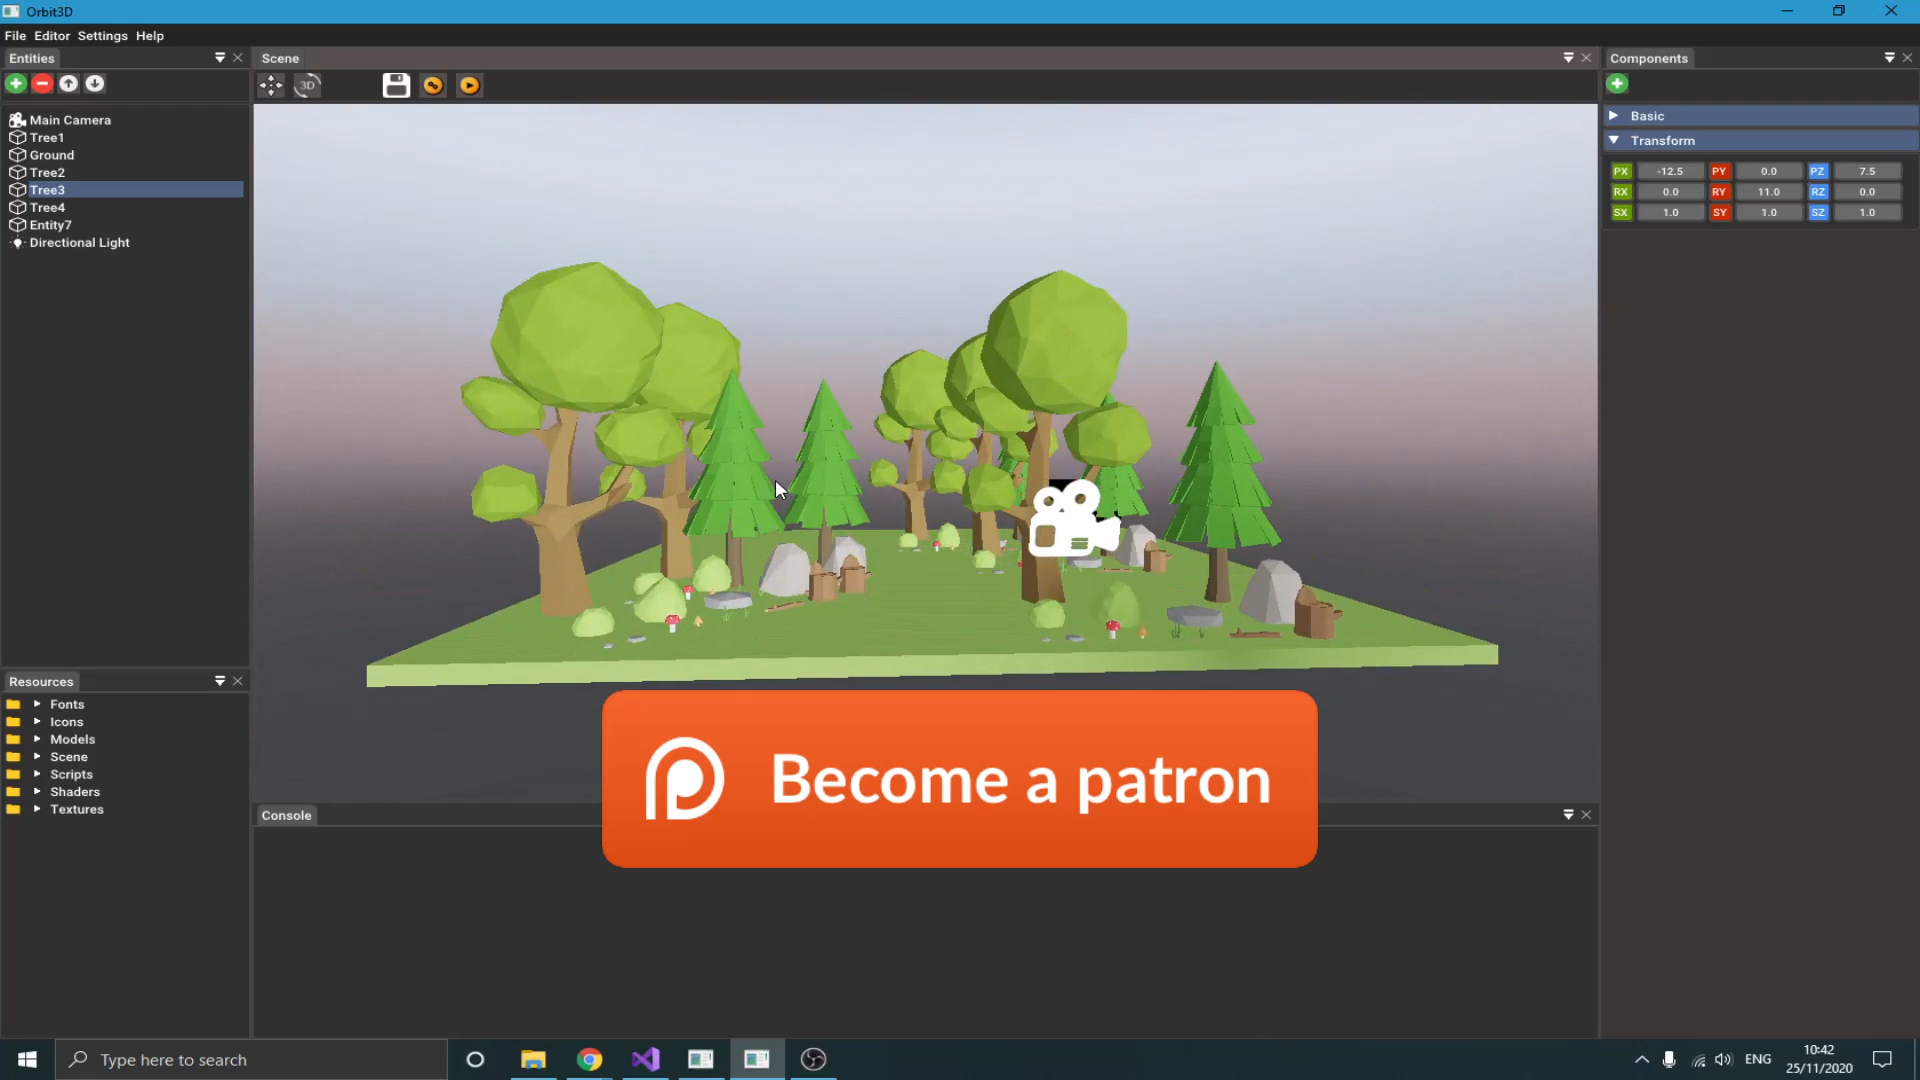 Orbit3D
File Editor Settings Help
Entities
Scene
Components
3D
Main Camera
Tree1
Ground
Tree2
Tree3
Tree4
Entity7
Directional Light
Basic
Transform
PX -12.5 PY 0.0 PZ 7.5
RX 0.0 RY 11.0 RZ 0.0
SX 1.0 SY 1.0 SZ 1.0
Resources
Fonts
Icons
Models
Scene
Scripts
Shaders
Textures
Become a patron
Console
Type here to search
ENG
10:42
25/11/2020